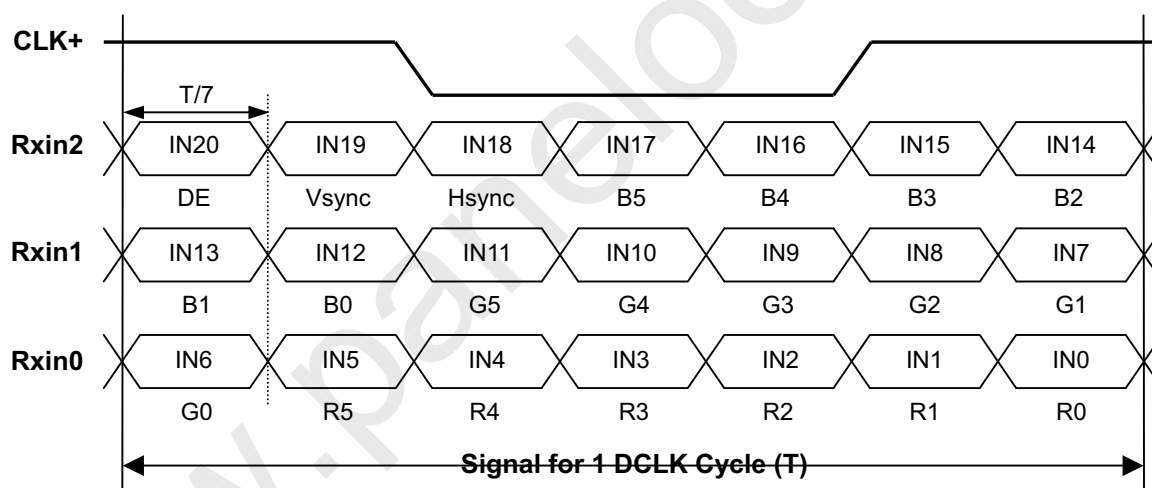 CLK+
T/7
Rxin2 IN20 IN19 IN18 IN17 IN16 IN15 IN14
DE Vsync Hsync B5 B4 B3 B2
Rxin1 IN13 IN12 IN11 IN10 IN9 IN8 IN7
B1 B0 G5 G4 G3 G2 G1
Rxin0 IN6 IN5 IN4 IN3 IN2 IN1 IN0
G0 R5 R4 R3 R2 R1 R0
Signal for 1 DCLK Cycle (T)
w.paneloo